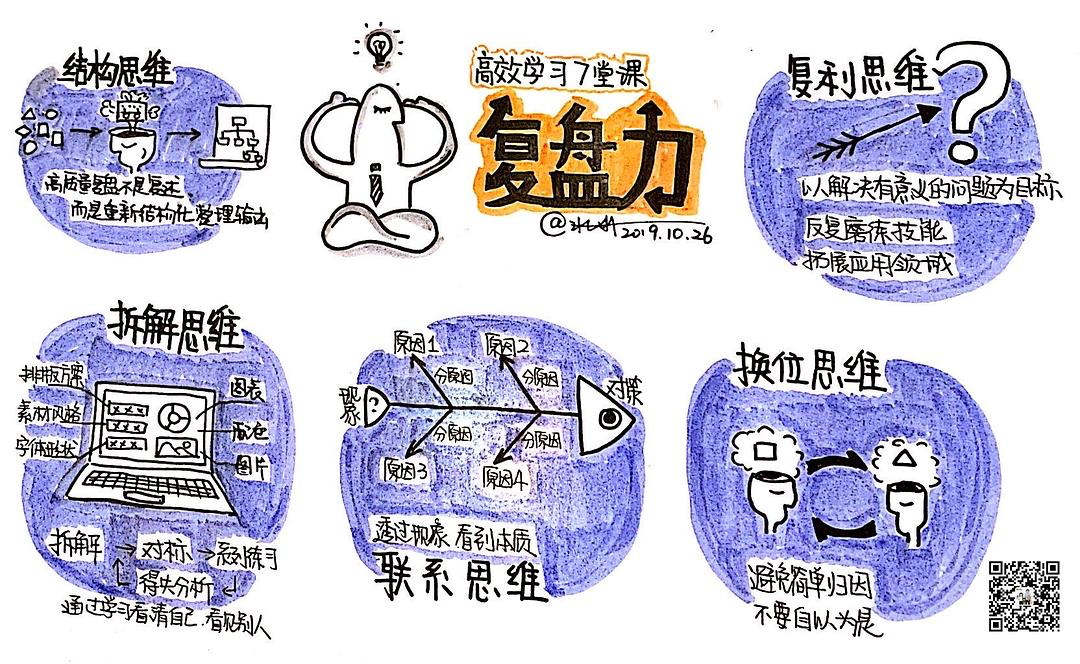 高效学习7堂课
复盘力
2019.10.26
结构思维
高质量复盘不是复述
而是重新结构化整理输出
复利思维
以解决有意义的问题为目标
反复磨练技能
拓展应用领域
拆解思维
排版方案
素材风格
字体形状
图表
配色
图片
×××
×××
×××
拆解→对标→系列练习
得失分析
通过学习看清自己.看见别人
原因1
原因2
分原因
分原因
现象
?
对策
分原因
分原因
原因3
原因4
透过现象 看到本质
联系思维
换位思维
避免简单归因
不要自以为是